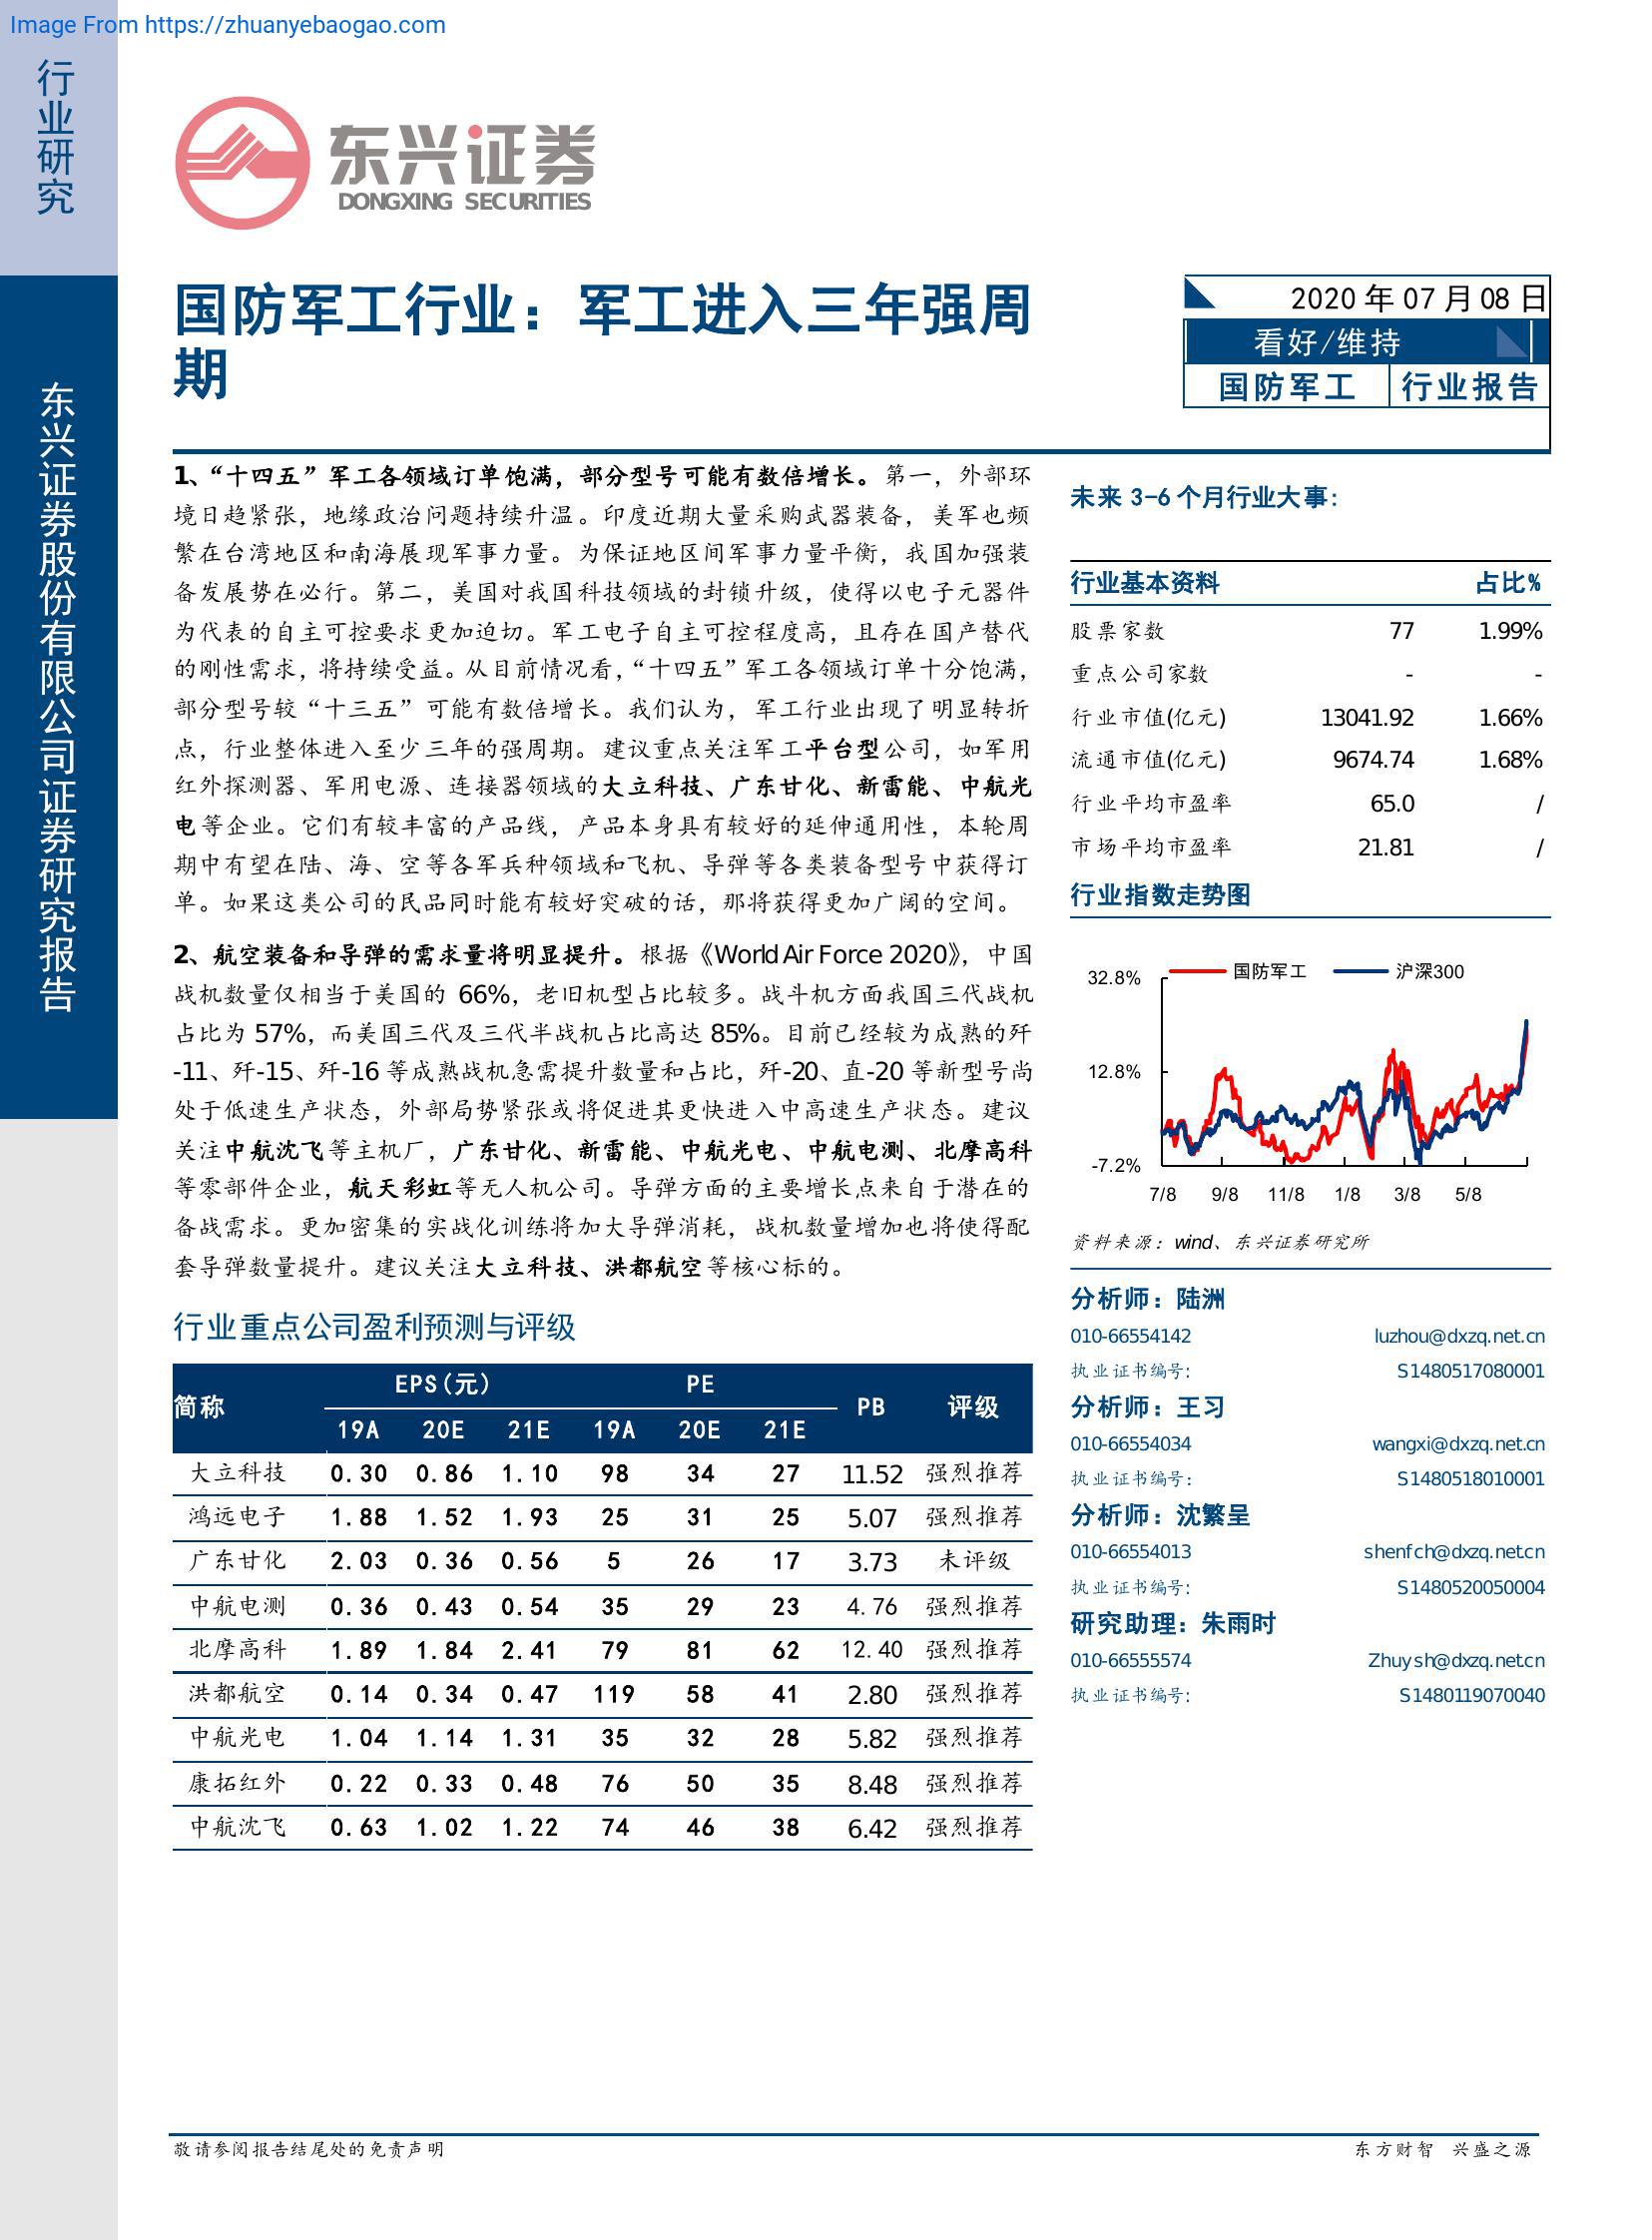 Image From https://zhuanyebaogao.com
行业研究
东兴证券股份有限公司证券研究报告
东兴证券
DONGXING SECURITIES
国防军工行业：军工进入三年强周
期
2020 年 07 月 08 日
看好/维持
国防军工 行业报告
1、“十四五”军工各领域订单饱满，部分型号可能有数倍增长。第一，外部环
境日趋紧张，地缘政治问题持续升温。印度近期大量采购武器装备，美军也频
繁在台湾地区和南海展现军事力量。为保证地区间军事力量平衡，我国加强装
备发展势在必行。第二，美国对我国科技领域的封锁升级，使得以电子元器件
为代表的自主可控要求更加迫切。军工电子自主可控程度高，且存在国产替代
的刚性需求，将持续受益。从目前情况看，“十四五”军工各领域订单十分饱满，
部分型号较“十三五”可能有数倍增长。我们认为，军工行业出现了明显转折
点，行业整体进入至少三年的强周期。建议重点关注军工平台型公司，如军用
红外探测器、军用电源、连接器领域的大立科技、广东甘化、新雷能、中航光
电等企业。它们有较丰富的产品线，产品本身具有较好的延伸通用性，本轮周
期中有望在陆、海、空等各军兵种领域和飞机、导弹等各类装备型号中获得订
单。如果这类公司的民品同时能有较好突破的话，那将获得更加广阔的空间。
2、航空装备和导弹的需求量将明显提升。根据《World Air Force 2020》，中国
战机数量仅相当于美国的 66%，老旧机型占比较多。战斗机方面我国三代战机
占比为 57%，而美国三代及三代半战机占比高达 85%。目前已经较为成熟的歼
-11、歼-15、歼-16 等成熟战机急需提升数量和占比，歼-20、直-20 等新型号尚
处于低速生产状态，外部局势紧张或将促进其更快进入中高速生产状态。建议
关注中航沈飞等主机厂，广东甘化、新雷能、中航光电、中航电测、北摩高科
等零部件企业，航天彩虹等无人机公司。导弹方面的主要增长点来自于潜在的
备战需求。更加密集的实战化训练将加大导弹消耗，战机数量增加也将使得配
套导弹数量提升。建议关注大立科技、洪都航空等核心标的。
行业重点公司盈利预测与评级
简称 EPS(元) PE PB 评级
19A 20E 21E 19A 20E 21E
大立科技 0.30 0.86 1.10 98 34 27 11.52 强烈推荐
鸿远电子 1.88 1.52 1.93 25 31 25 5.07 强烈推荐
广东甘化 2.03 0.36 0.56 5 26 17 3.73 未评级
中航电测 0.36 0.43 0.54 35 29 23 4.76 强烈推荐
北摩高科 1.89 1.84 2.41 79 81 62 12.40 强烈推荐
洪都航空 0.14 0.34 0.47 119 58 41 2.80 强烈推荐
中航光电 1.04 1.14 1.31 35 32 28 5.82 强烈推荐
康拓红外 0.22 0.33 0.48 76 50 35 8.48 强烈推荐
中航沈飞 0.63 1.02 1.22 74 46 38 6.42 强烈推荐
未来 3-6 个月行业大事：
行业基本资料 占比%
股票家数 77 1.99%
重点公司家数 - -
行业市值(亿元) 13041.92 1.66%
流通市值(亿元) 9674.74 1.68%
行业平均市盈率 65.0 /
市场平均市盈率 21.81 /
行业指数走势图
国防军工 沪深300
32.8%
12.8%
-7.2%
7/8 9/8 11/8 1/8 3/8 5/8
资料来源：wind、东兴证券研究所
分析师：陆洲
010-66554142 luzhou@dxzq.net.cn
执业证书编号: S1480517080001
分析师：王习
010-66554034 wangxi@dxzq.net.cn
执业证书编号: S1480518010001
分析师：沈繁呈
010-66554013 shenfch@dxzq.net.cn
执业证书编号: S1480520050004
研究助理：朱雨时
010-66555574 Zhuysh@dxzq.net.cn
执业证书编号: S1480119070040
敬请参阅报告结尾处的免责声明
东方财智 兴盛之源